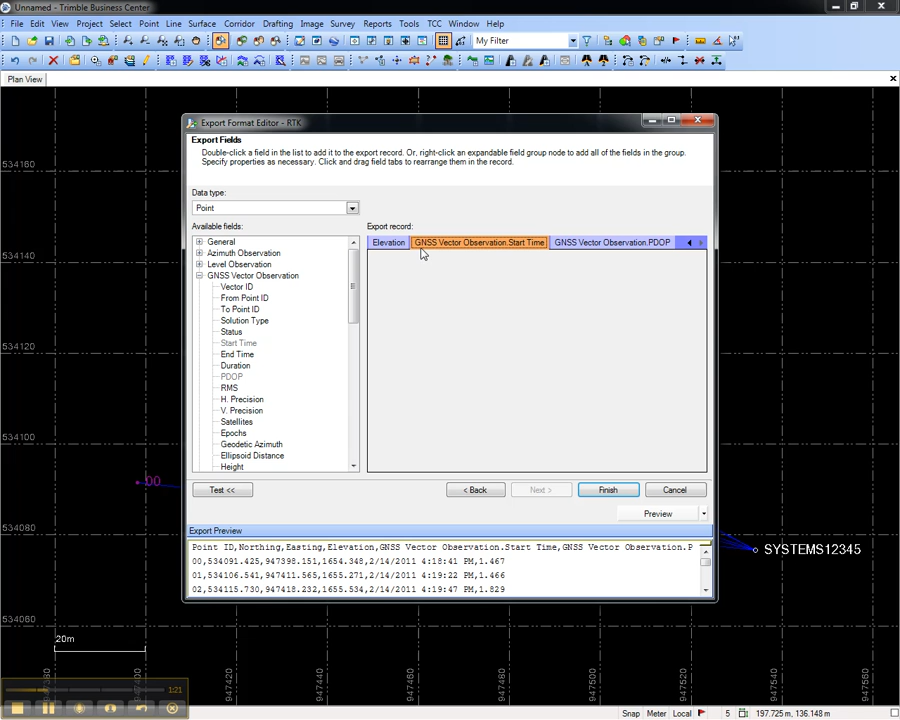 Unnamed - Trimble Business Center
File Edit View Project Select Point Line Surface Corridor Drafting Image Survey Reports Tools TCC Window Help
My Filter
Plan View
534160
534140
534120
534100
534080
534060
00
SYSTEMS12345
20m
947380
947400
947420
947440
947460
947480
947500
947520
947540
947560
Export Format Editor - RTK
Export Fields
Double-click a field in the list to add it to the export record. Or, right-click an expandable field group node to add all of the fields in the group.
Specify properties as necessary. Click and drag field tabs to rearrange them in the record.
Data type:
Point
Available fields:
General
Azimuth Observation
Level Observation
GNSS Vector Observation
Vector ID
From Point ID
To Point ID
Solution Type
Status
Start Time
End Time
Duration
PDOP
RMS
H. Precision
V. Precision
Satellites
Epochs
Geodetic Azimuth
Ellipsoid Distance
Height
Export record:
Elevation GNSS Vector Observation.Start Time GNSS Vector Observation.PDOP
Test << < Back Next > Finish Cancel
Preview
Export Preview
Point ID,Northing,Easting,Elevation,GNSS Vector Observation.Start Time,GNSS Vector Observation.P
00,534091.425,947398.151,1654.348,2/14/2011 4:18:41 PM,1.467
01,534106.541,947411.565,1655.271,2/14/2011 4:19:22 PM,1.466
02,534115.730,947418.232,1655.534,2/14/2011 4:19:47 PM,1.829
1:21
Snap Meter Local 5 197.725 m, 136.148 m